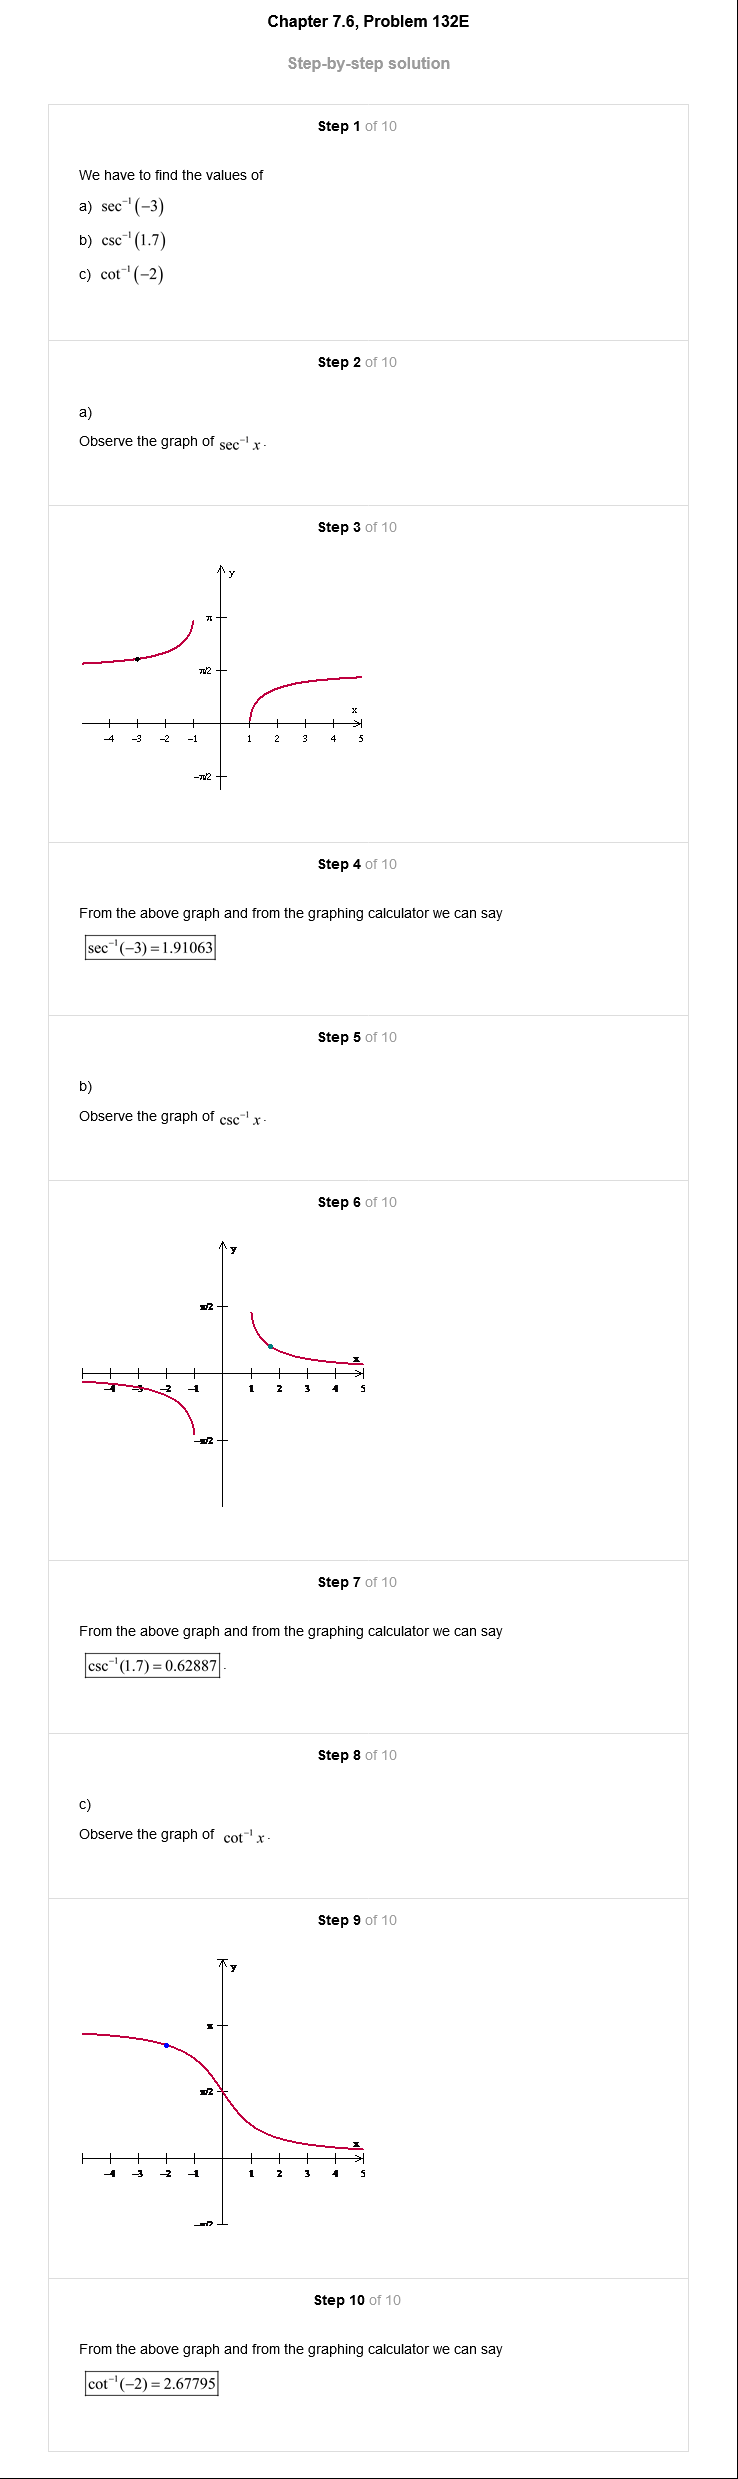 Chapter 7.6, Problem 132E
Step-by-step solution
Step 1 of 10
We have to find the values of
a) sec⁻¹(−3)
b) csc⁻¹(1.7)
c) cot⁻¹(−2)
Step 2 of 10
a)
Observe the graph of sec⁻¹ x.
Step 3 of 10
y
π
π/2
x
−4 −3 −2 −1 1 2 3 4 5
−π/2
Step 4 of 10
From the above graph and from the graphing calculator we can say
sec⁻¹(−3) = 1.91063
Step 5 of 10
b)
Observe the graph of csc⁻¹ x.
Step 6 of 10
y
π/2
x
−4 −3 −2 −1 1 2 3 4 5
−π/2
Step 7 of 10
From the above graph and from the graphing calculator we can say
csc⁻¹(1.7) = 0.62887.
Step 8 of 10
c)
Observe the graph of cot⁻¹ x.
Step 9 of 10
y
π
π/2
x
−4 −3 −2 −1 1 2 3 4 5
−π/2
Step 10 of 10
From the above graph and from the graphing calculator we can say
cot⁻¹(−2) = 2.67795